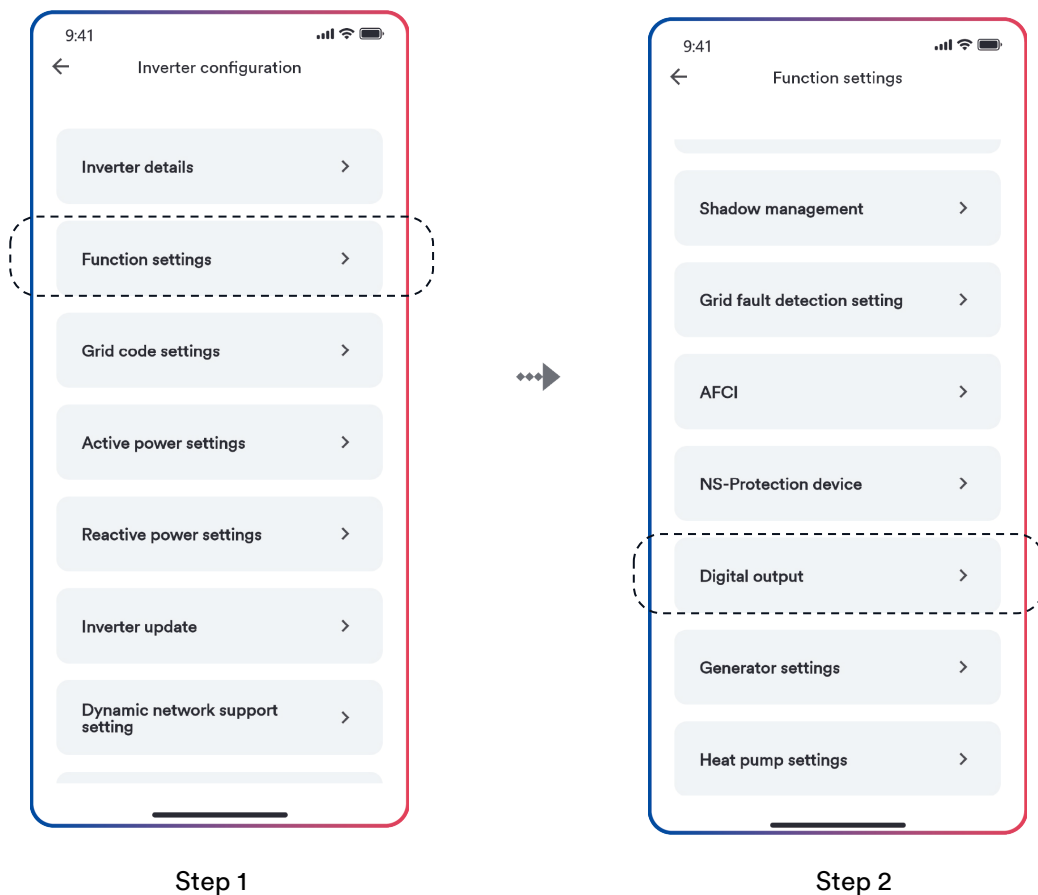 9:41
Inverter configuration
Inverter details
Function settings
Grid code settings
Active power settings
Reactive power settings
Inverter update
Dynamic network support
setting
Step 1
9:41
Function settings
Shadow management
Grid fault detection setting
AFCI
NS-Protection device
Digital output
Generator settings
Heat pump settings
Step 2